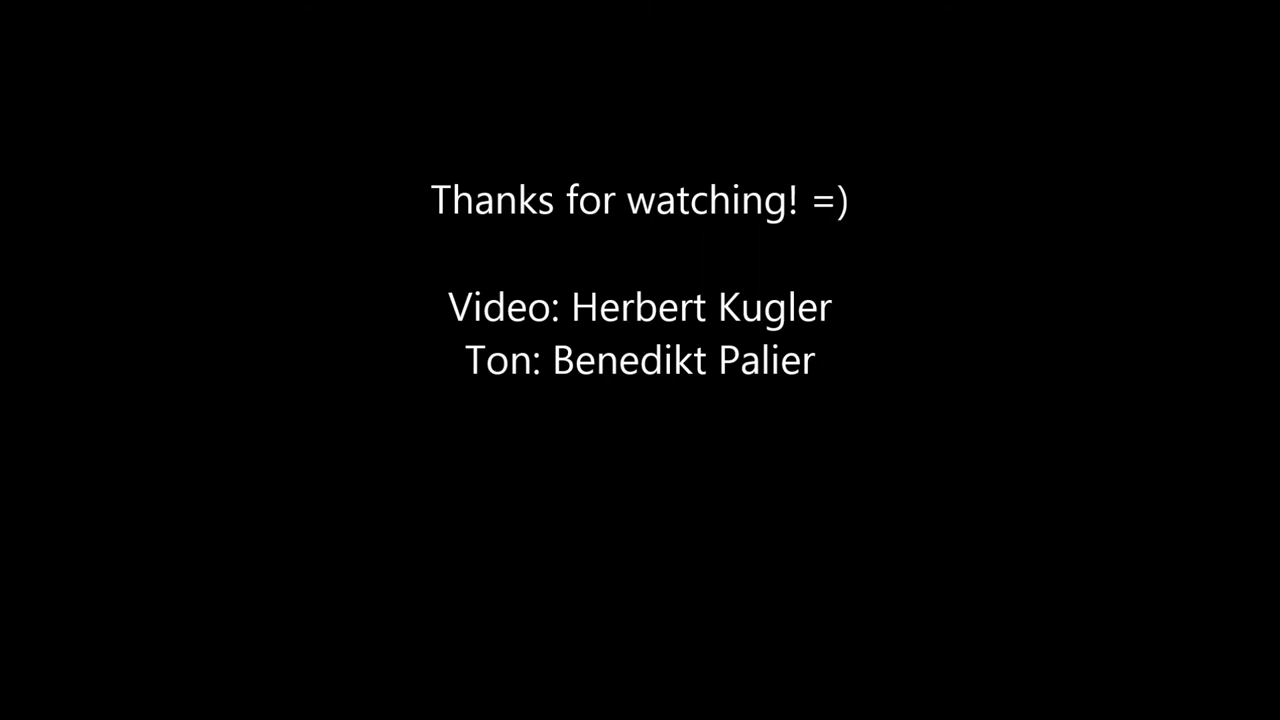 Thanks for watching! =)
Video: Herbert Kugler
Ton: Benedikt Palier